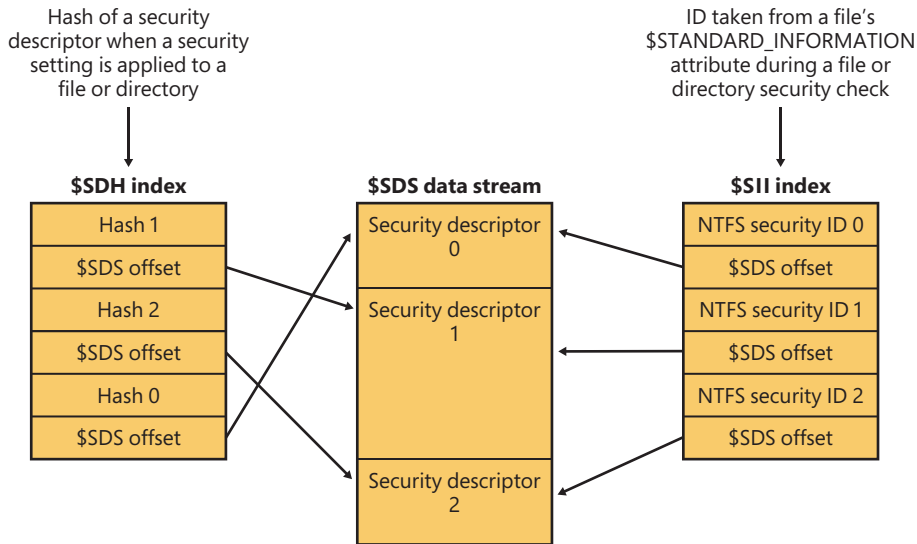 Hash of a security
descriptor when a security
setting is applied to a
file or directory
ID taken from a file's
$STANDARD_INFORMATION
attribute during a file or
directory security check
$SDH index
Hash 1
$SDS offset
Hash 2
$SDS offset
Hash 0
$SDS offset
$SDS data stream
Security descriptor
0
Security descriptor
1
Security descriptor
2
$SII index
NTFS security ID 0
$SDS offset
NTFS security ID 1
$SDS offset
NTFS security ID 2
$SDS offset